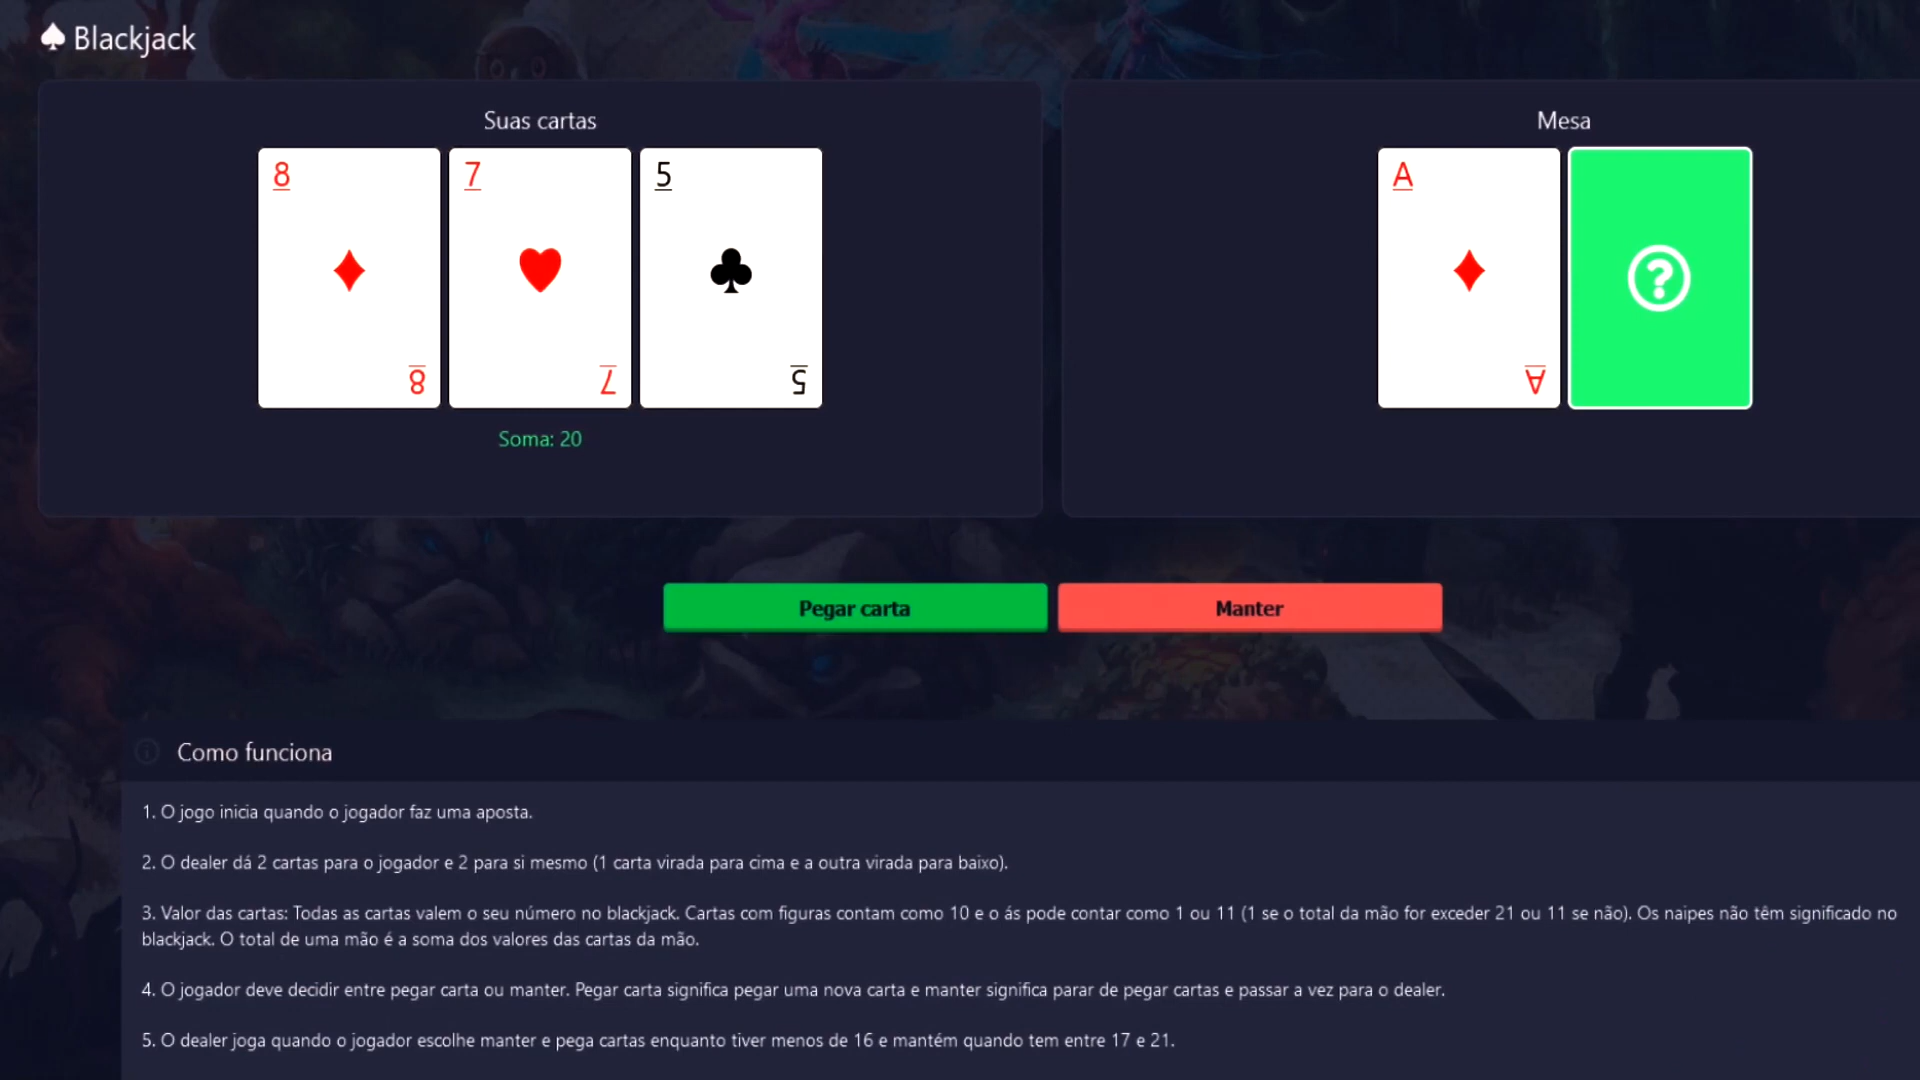 ♠ Blackjack
Suas cartas
Mesa
8
7
5
A
?
8
7
5
A
Soma: 20
Pegar carta
Manter
Como funciona
1. O jogo inicia quando o jogador faz uma aposta.
2. O dealer dá 2 cartas para o jogador e 2 para si mesmo (1 carta virada para cima e a outra virada para baixo).
3. Valor das cartas: Todas as cartas valem o seu número no blackjack. Cartas com figuras contam como 10 e o ás pode contar como 1 ou 11 (1 se o total da mão for exceder 21 ou 11 se não). Os naipes não têm significado no
blackjack. O total de uma mão é a soma dos valores das cartas da mão.
4. O jogador deve decidir entre pegar carta ou manter. Pegar carta significa pegar uma nova carta e manter significa parar de pegar cartas e passar a vez para o dealer.
5. O dealer joga quando o jogador escolhe manter e pega cartas enquanto tiver menos de 16 e mantém quando tem entre 17 e 21.